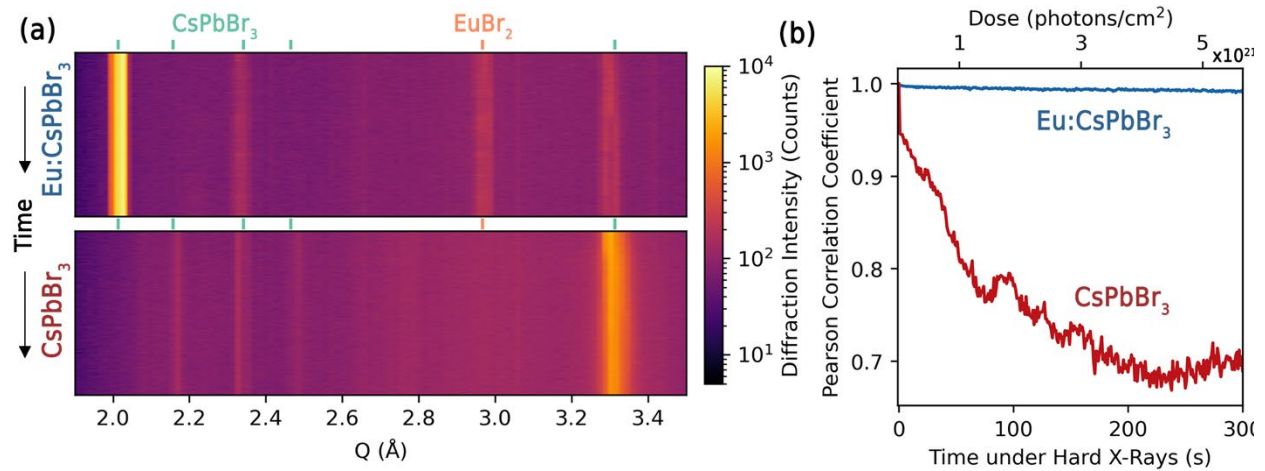 (a)
CsPbBr3
EuBr2
Time
Eu:CsPbBr3
CsPbBr3
2.0 2.2 2.4 2.6 2.8 3.0 3.2 3.4
Q (Å)
10^4
10^3
10^2
10^1
Diffraction Intensity (Counts)
(b)
Dose (photons/cm2)
1 3 5
x10^21
1.0
0.9
0.8
0.7
Pearson Correlation Coefficient
Eu:CsPbBr3
CsPbBr3
0 100 200 300
Time under Hard X-Rays (s)